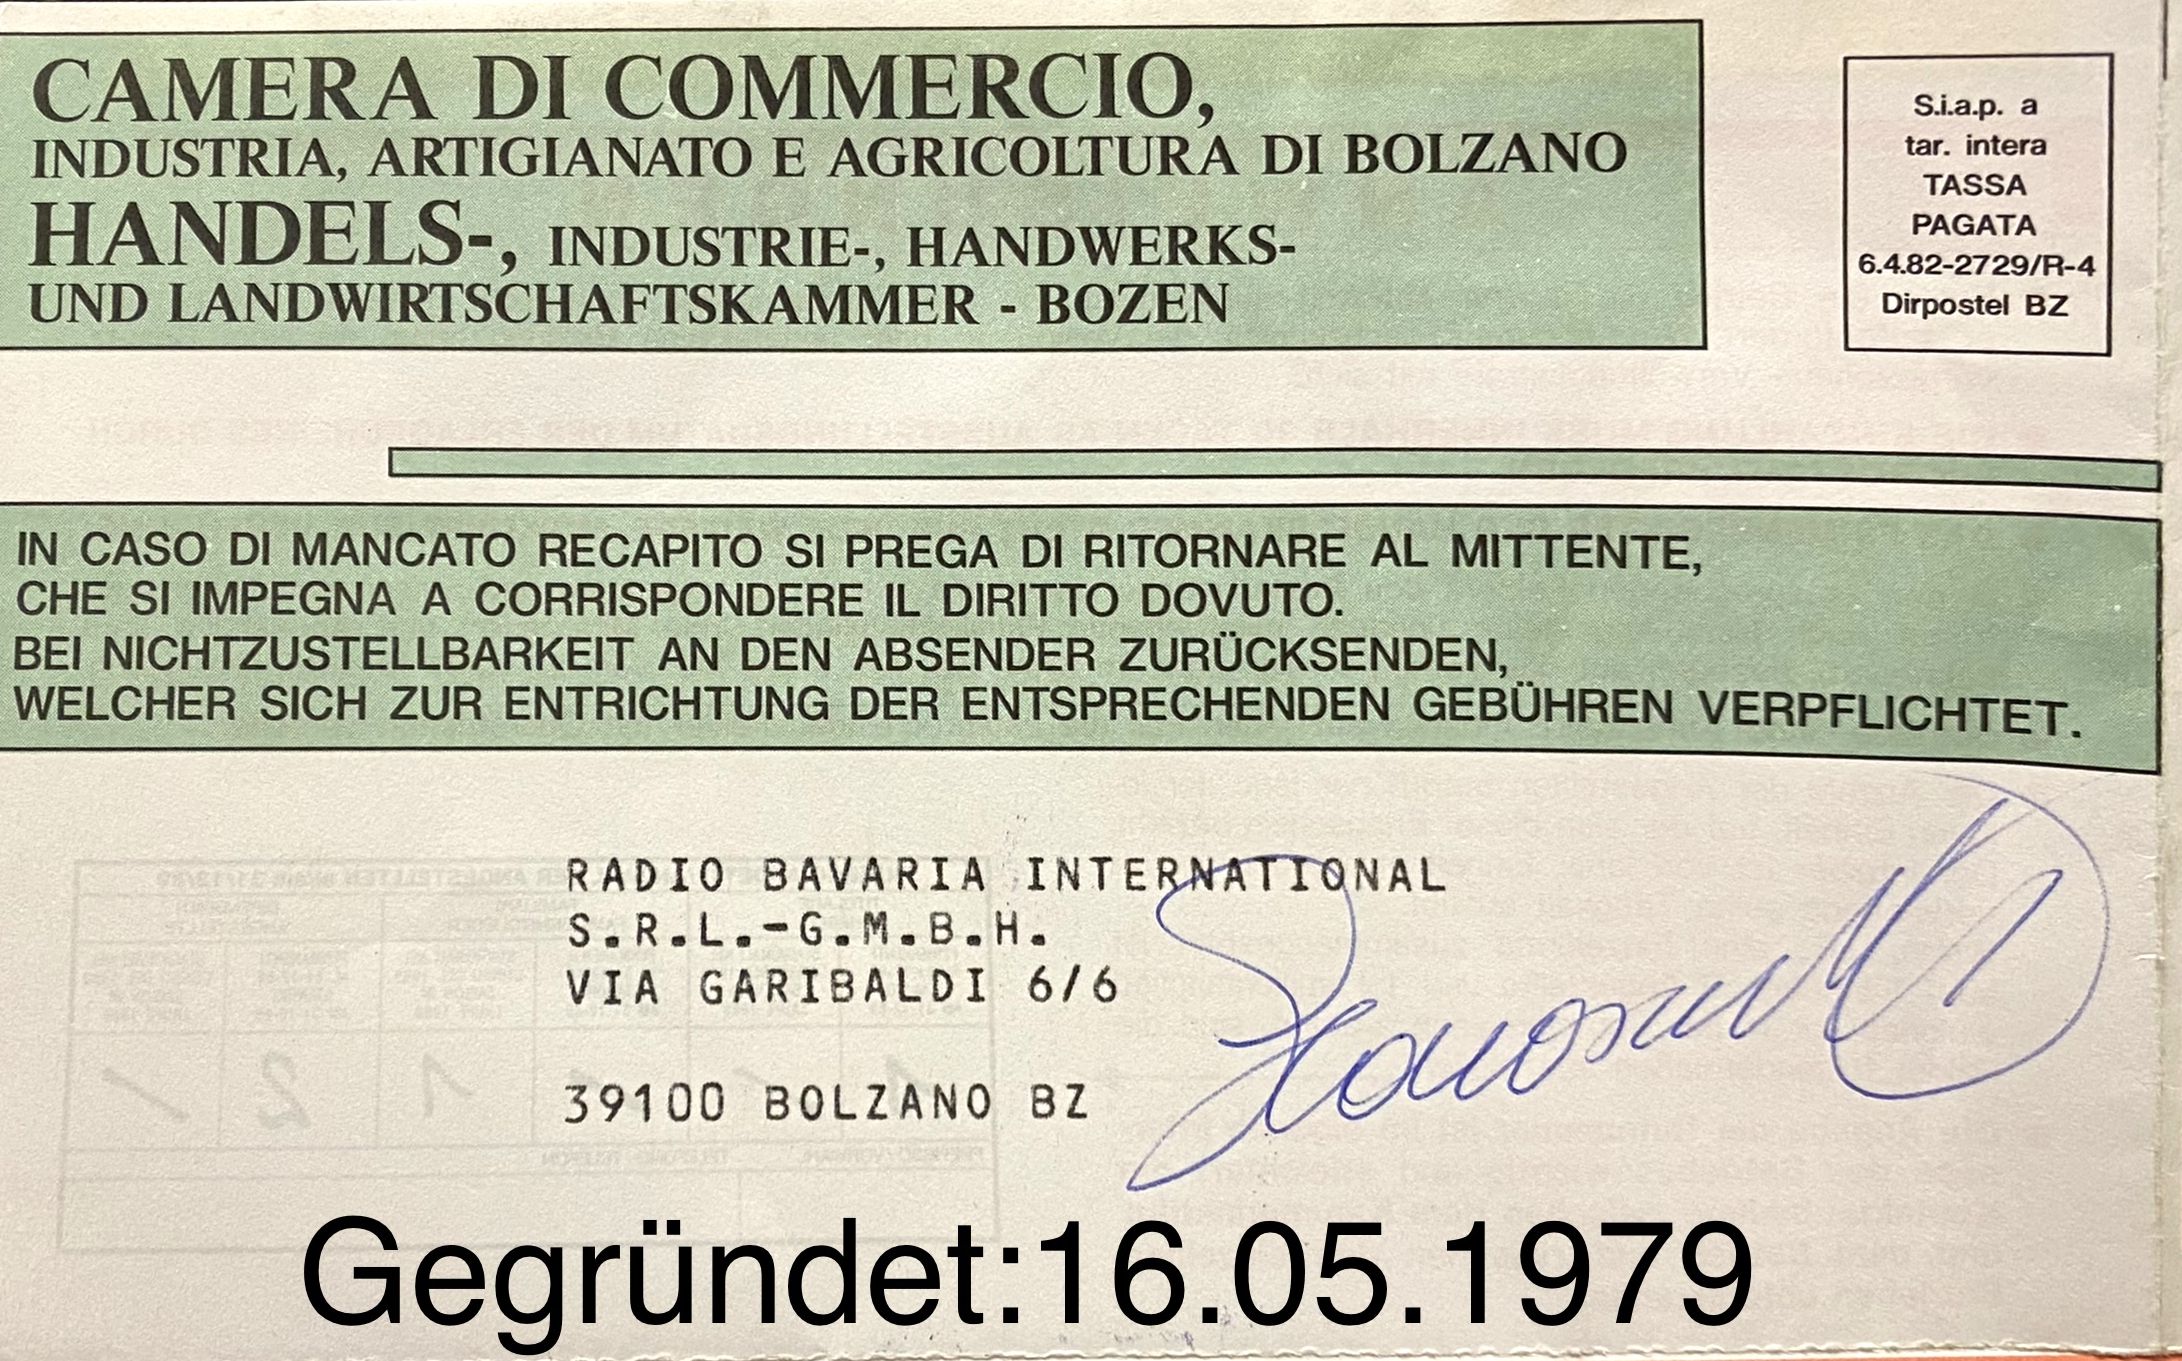 CAMERA DI COMMERCIO,
INDUSTRIA, ARTIGIANATO E AGRICOLTURA DI BOLZANO
HANDELS-, INDUSTRIE-, HANDWERKS-
UND LANDWIRTSCHAFTSKAMMER - BOZEN
S.i.a.p. a
tar. intera
TASSA
PAGATA
6.4.82-2729/R-4
Dirpostel BZ
IN CASO DI MANCATO RECAPITO SI PREGA DI RITORNARE AL MITTENTE,
CHE SI IMPEGNA A CORRISPONDERE IL DIRITTO DOVUTO.
BEI NICHTZUSTELLBARKEIT AN DEN ABSENDER ZURÜCKSENDEN,
WELCHER SICH ZUR ENTRICHTUNG DER ENTSPRECHENDEN GEBÜHREN VERPFLICHTET.
RADIO BAVARIA INTERNATIONAL
S.R.L.-G.M.B.H.
VIA GARIBALDI 6/6
39100 BOLZANO BZ
Gegründet:16.05.1979